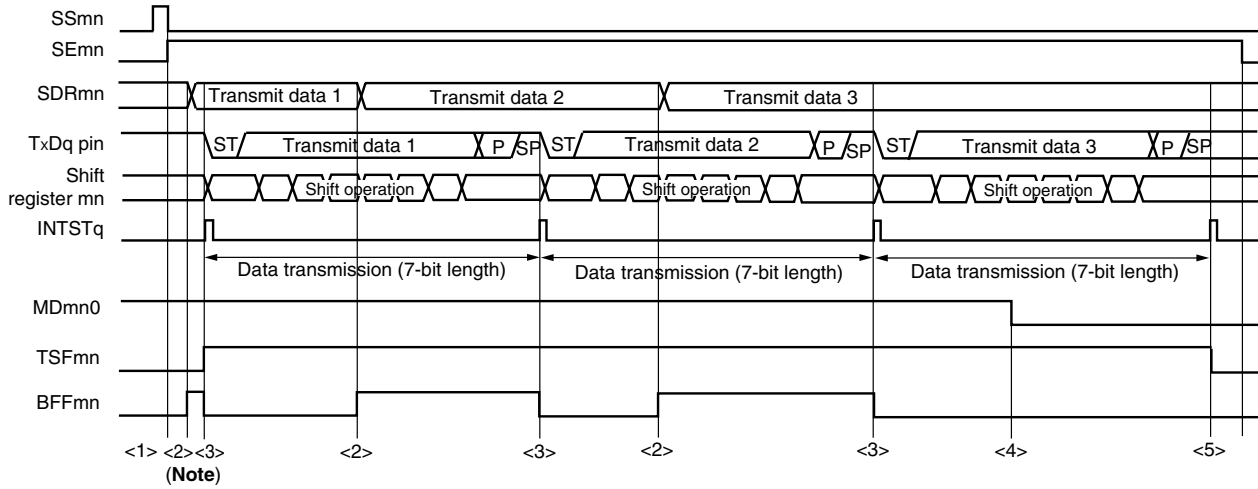 SSmn
SEmn
SDRmn Transmit data 1 Transmit data 2 Transmit data 3
TxDq pin ST Transmit data 1 P SP ST Transmit data 2 P SP ST Transmit data 3 P SP
Shift
register mn Shift operation Shift operation Shift operation
INTSTq
Data transmission (7-bit length) Data transmission (7-bit length) Data transmission (7-bit length)
MDmn0
TSFmn
BFFmn
<1> <2> <3> <2> <3> <2> <3> <4> <5>
(Note)